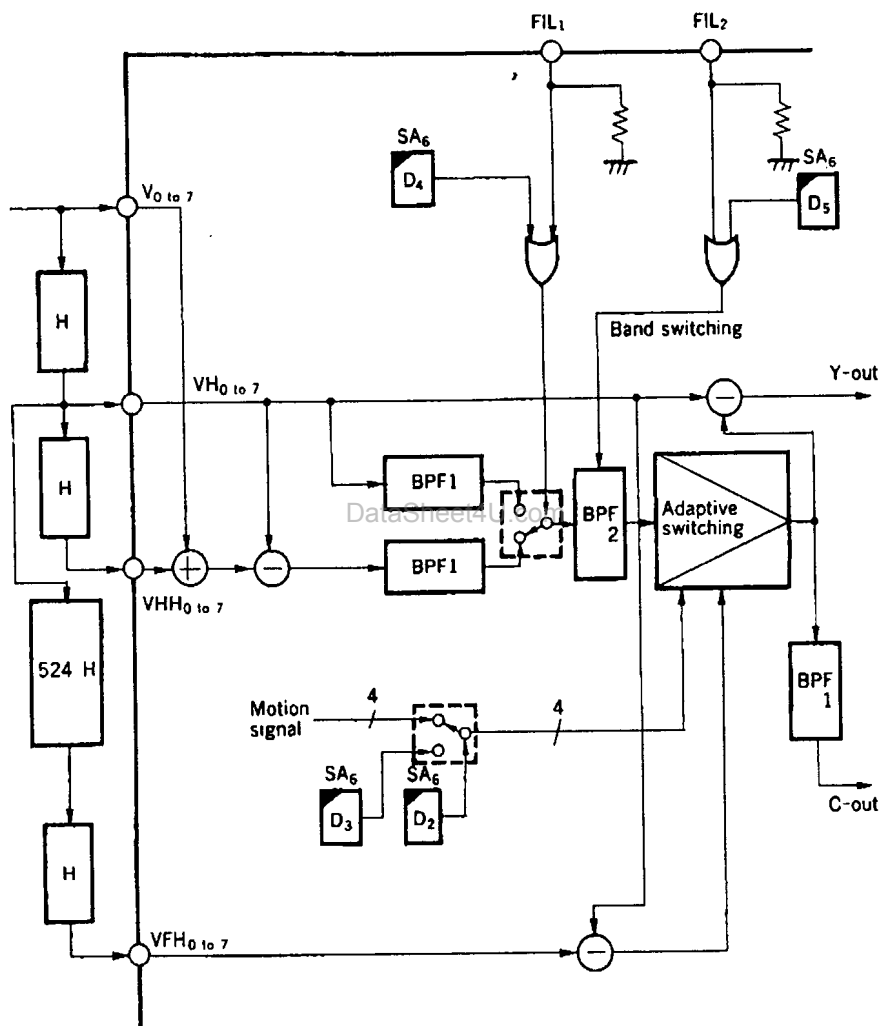 FIL1
FIL2
SA6
D4
SA6
D5
V0 to 7
H
Band switching
VH0 to 7
Y-out
−
H
BPF1
DataSheet4U.com
BPF
2
Adaptive
switching
+
−
BPF1
VHH0 to 7
524 H
BPF
1
Motion
signal
4
4
SA6
D3
SA6
D2
C-out
H
VFH0 to 7
−